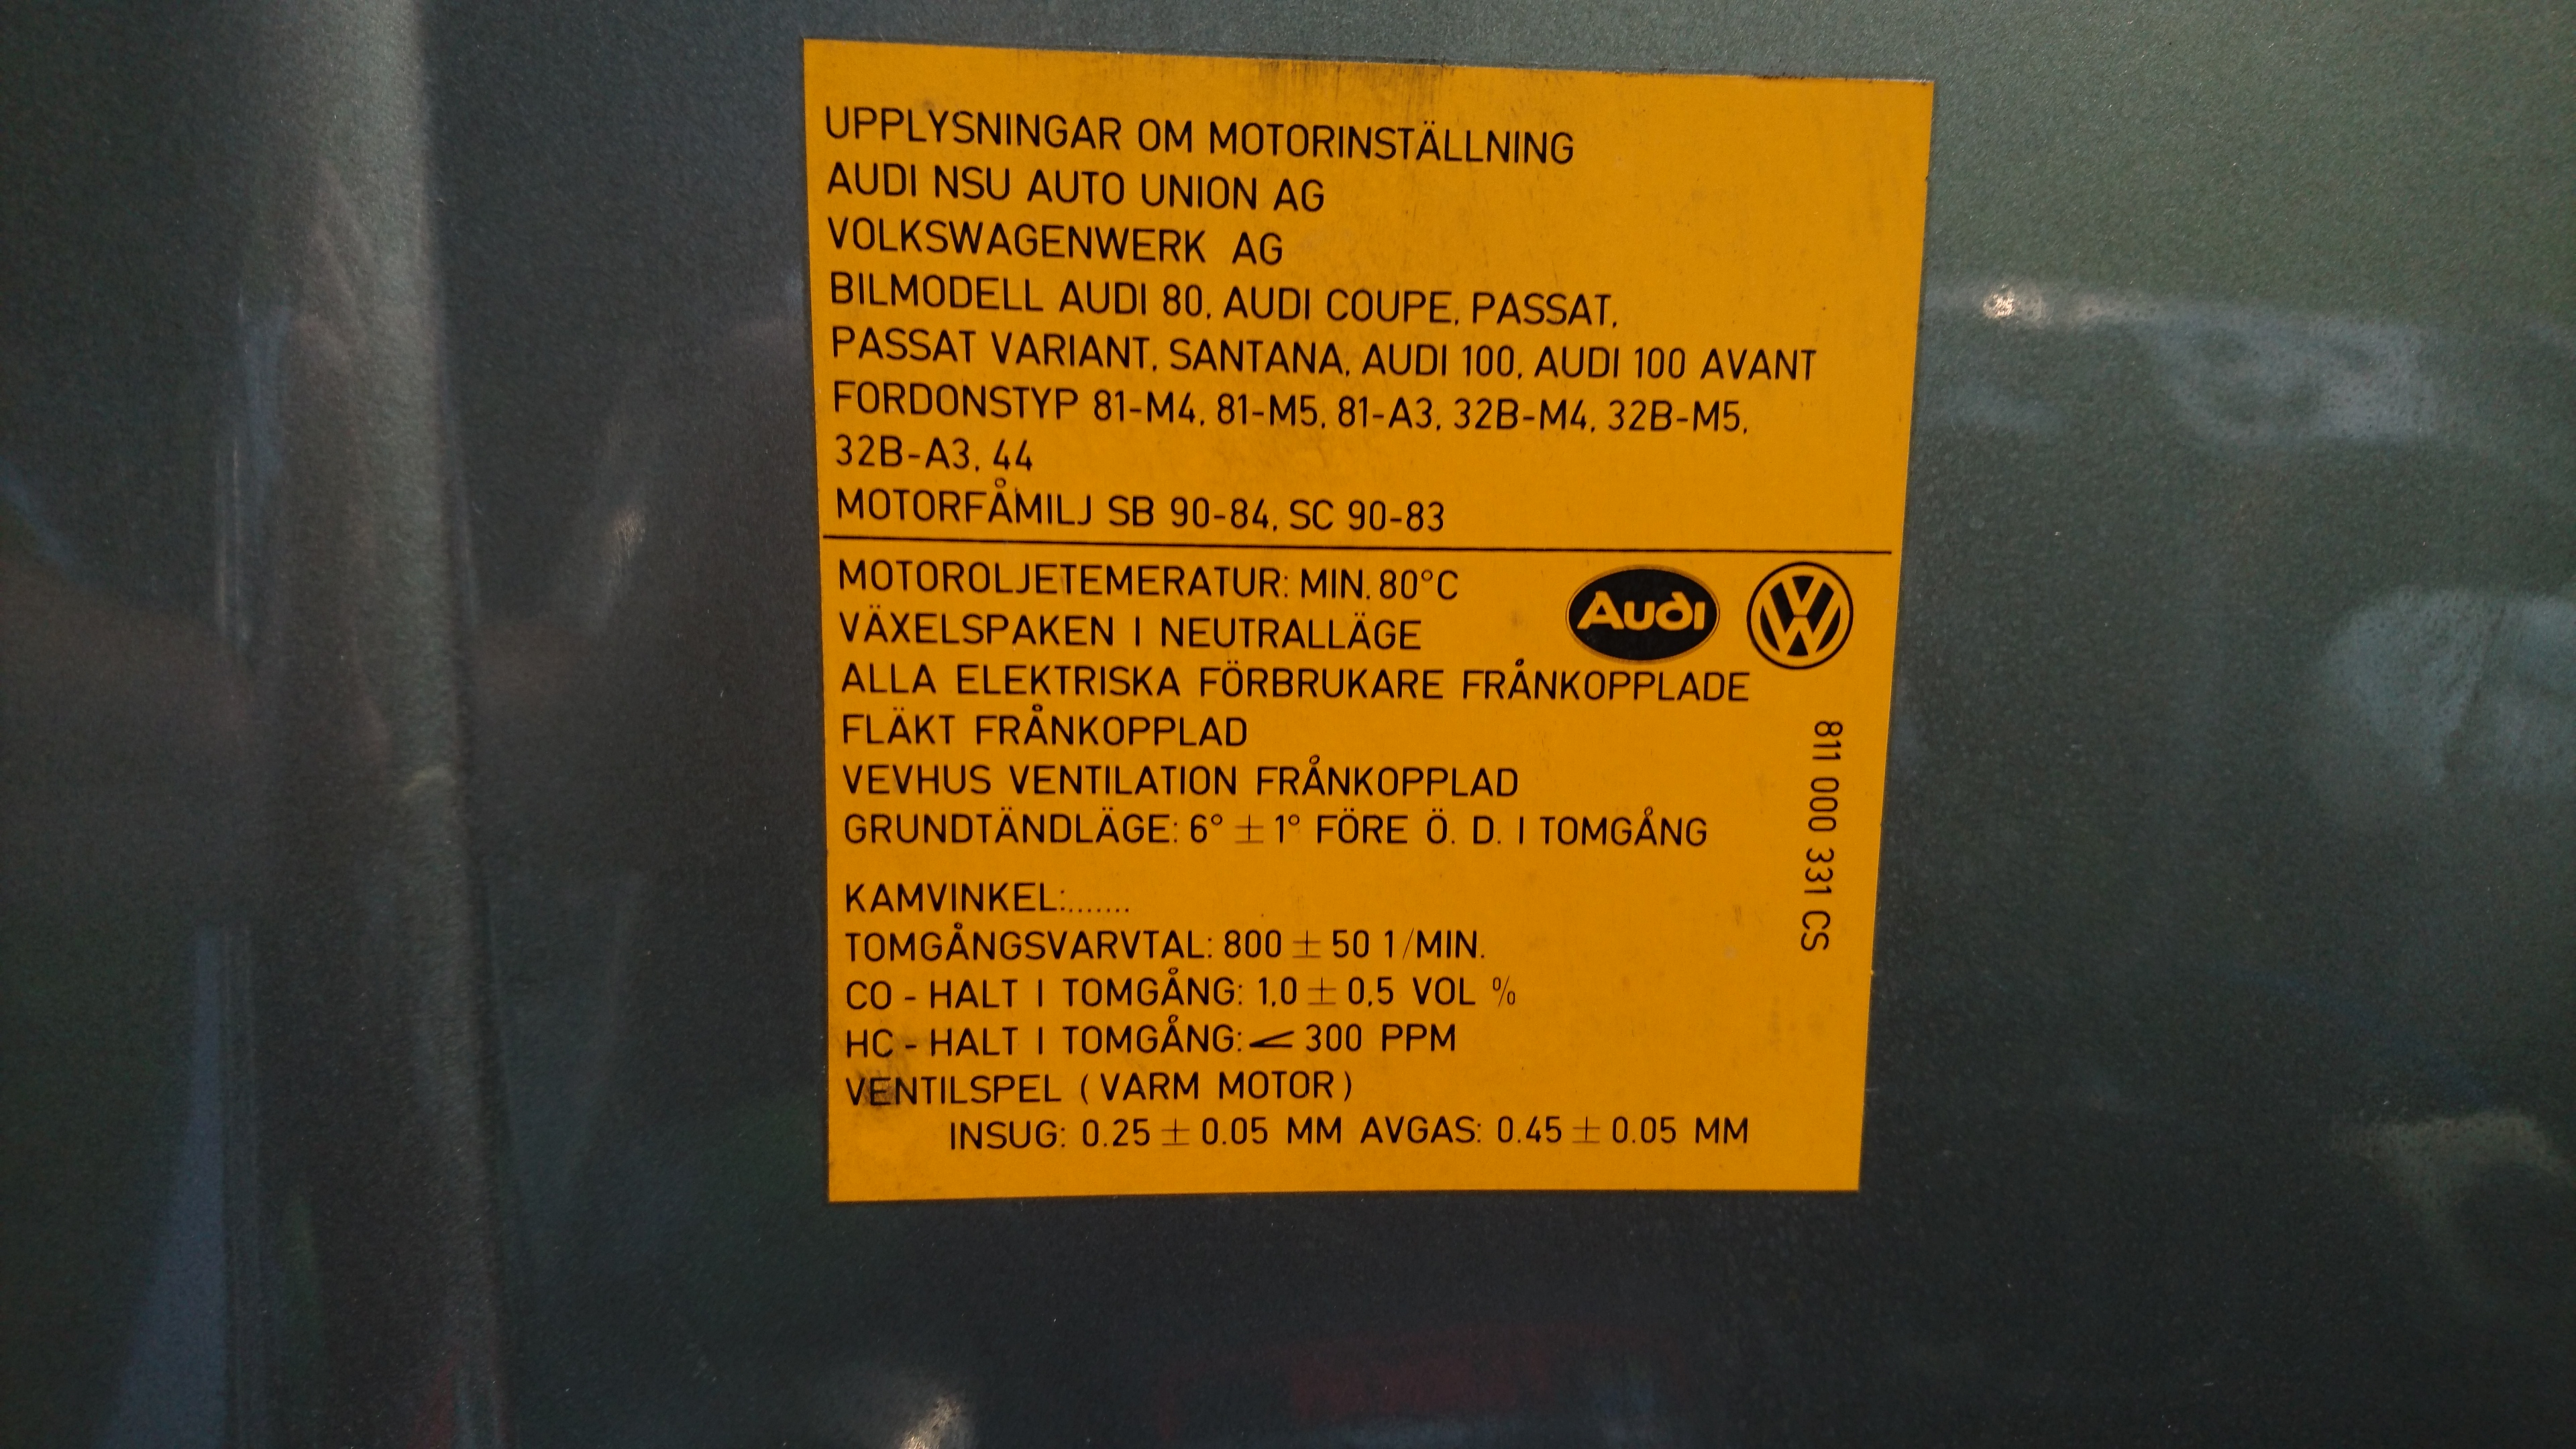 UPPLYSNINGAR OM MOTORINSTÄLLNING
AUDI NSU AUTO UNION AG
VOLKSWAGENWERK AG
BILMODELL AUDI 80, AUDI COUPE, PASSAT,
PASSAT VARIANT, SANTANA, AUDI 100, AUDI 100 AVANT
FORDONSTYP 81-M4, 81-M5, 81-A3, 32B-M4, 32B-M5,
32B-A3, 44
MOTORFÅMILJ SB 90-84, SC 90-83
MOTOROLJETEMERATUR: MIN. 80°C
Audi VW
VÄXELSPAKEN I NEUTRALLÄGE
ALLA ELEKTRISKA FÖRBRUKARE FRÅNKOPPLADE
FLÄKT FRÅNKOPPLAD
VEVHUS VENTILATION FRÅNKOPPLAD
GRUNDTÄNDLÄGE: 6° ± 1° FÖRE Ö. D. I TOMGÅNG
KAMVINKEL:.......
TOMGÅNGSVARVTAL: 800 ± 50 1/MIN.
CO - HALT I TOMGÅNG: 1,0 ± 0,5 VOL %
HC - HALT I TOMGÅNG: < 300 PPM
VENTILSPEL ( VARM MOTOR )
INSUG: 0.25 ± 0.05 MM AVGAS: 0.45 ± 0.05 MM
811 000 331 CS